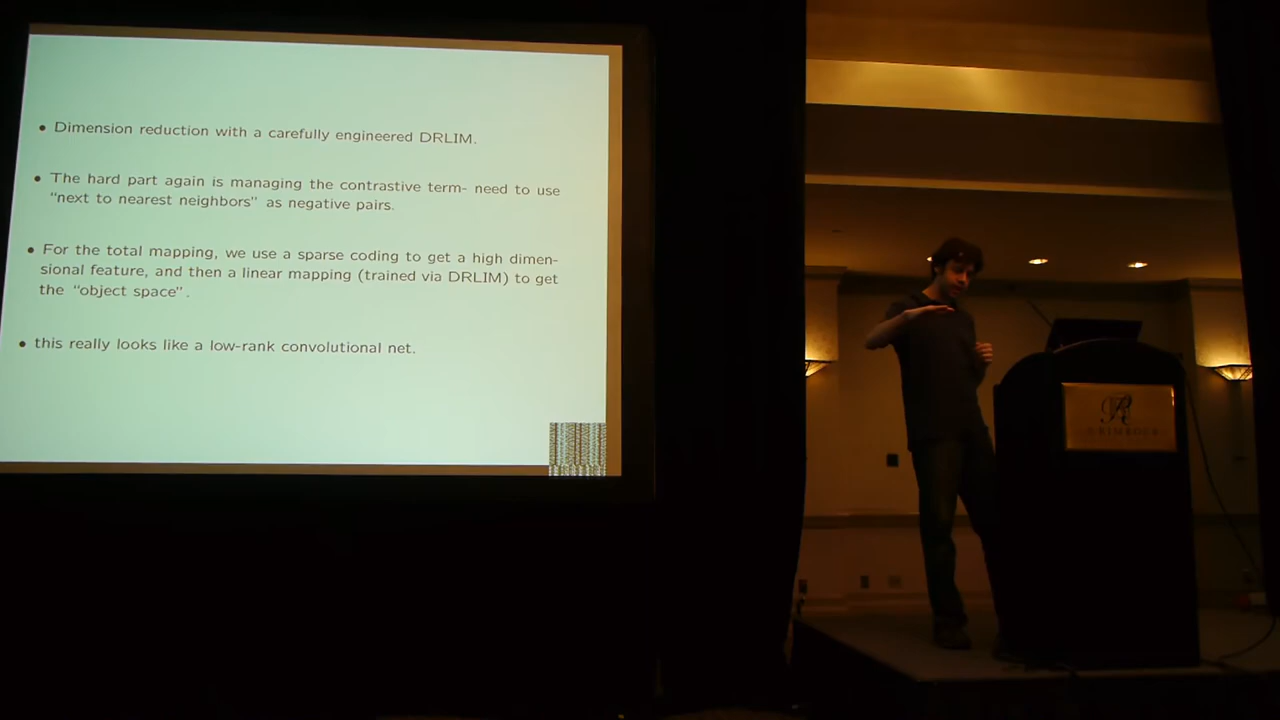 • Dimension reduction with a carefully engineered DRLIM.
• The hard part again is managing the contrastive term- need to use
"next to nearest neighbors" as negative pairs.
• For the total mapping, we use a sparse coding to get a high dimen-
sional feature, and then a linear mapping (trained via DRLIM) to get
the "object space".
• this really looks like a low-rank convolutional net.